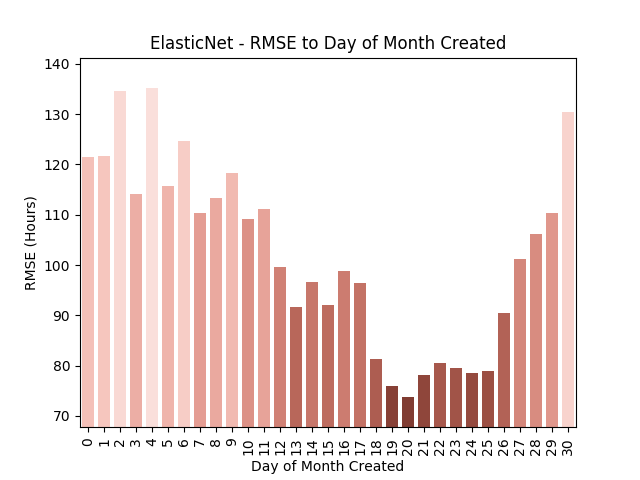 ElasticNet - RMSE to Day of Month Created
RMSE (Hours)
140
130
120
110
100
90
80
70
0 1 2 3 4 5 6 7 8 9 10 11 12 13 14 15 16 17 18 19 20 21 22 23 24 25 26 27 28 29 30
Day of Month Created